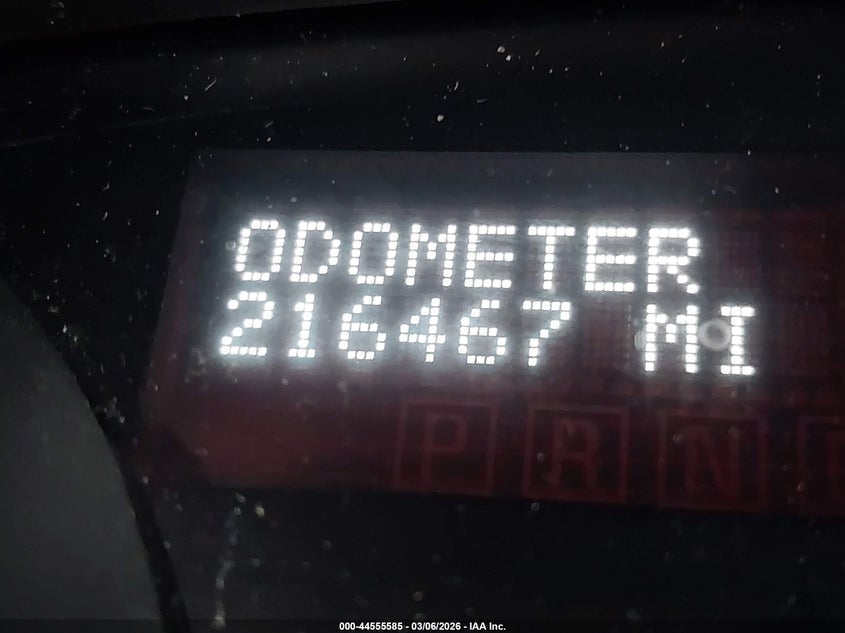 ODOMETER
216467 MI
P R N
000-44555585 - 03/06/2026 - IAA Inc.